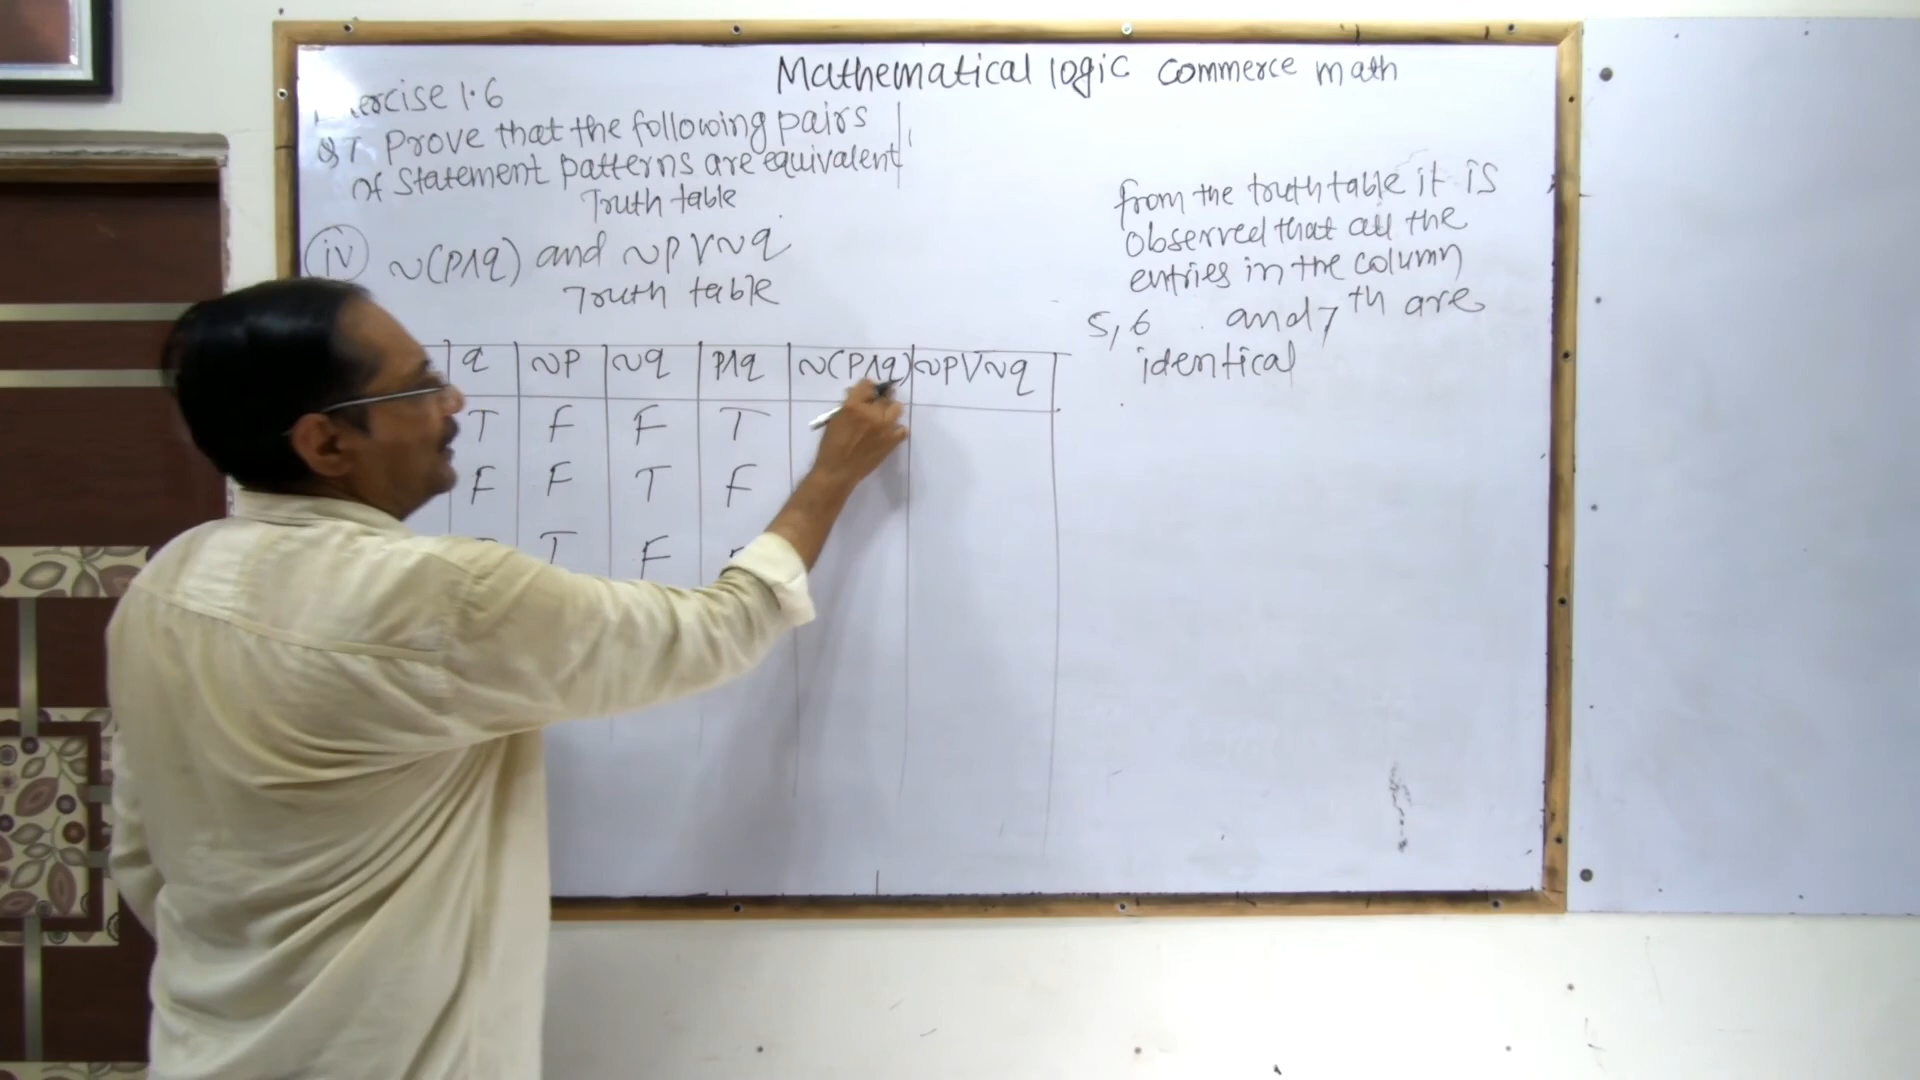 Mathematical logic commerce math
ercise 1.6
Q7 Prove that the following pairs
of Statement patterns are equivalent
Truth table
iv ~(p∧q) and ~p∨~q
Truth table
q ~p ~q p∧q ~(p∧q) ~p∨~q
T F F T
F F T F
T F
from the truth table it is
observed that all the
entries in the column
5, 6 and 7th are
identical